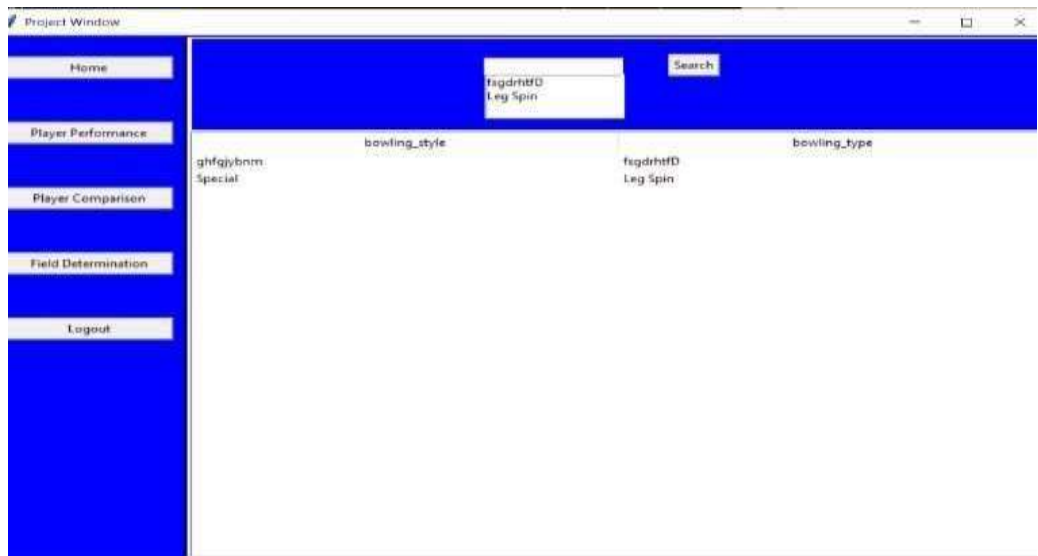 Project Window
Home
Player Performance
Player Comparison
Field Determination
Logout
Search
fsgdrhtfD
Leg Spin
bowling_style bowling_type
ghfgjybnm fsgdrhtfD
Special Leg Spin